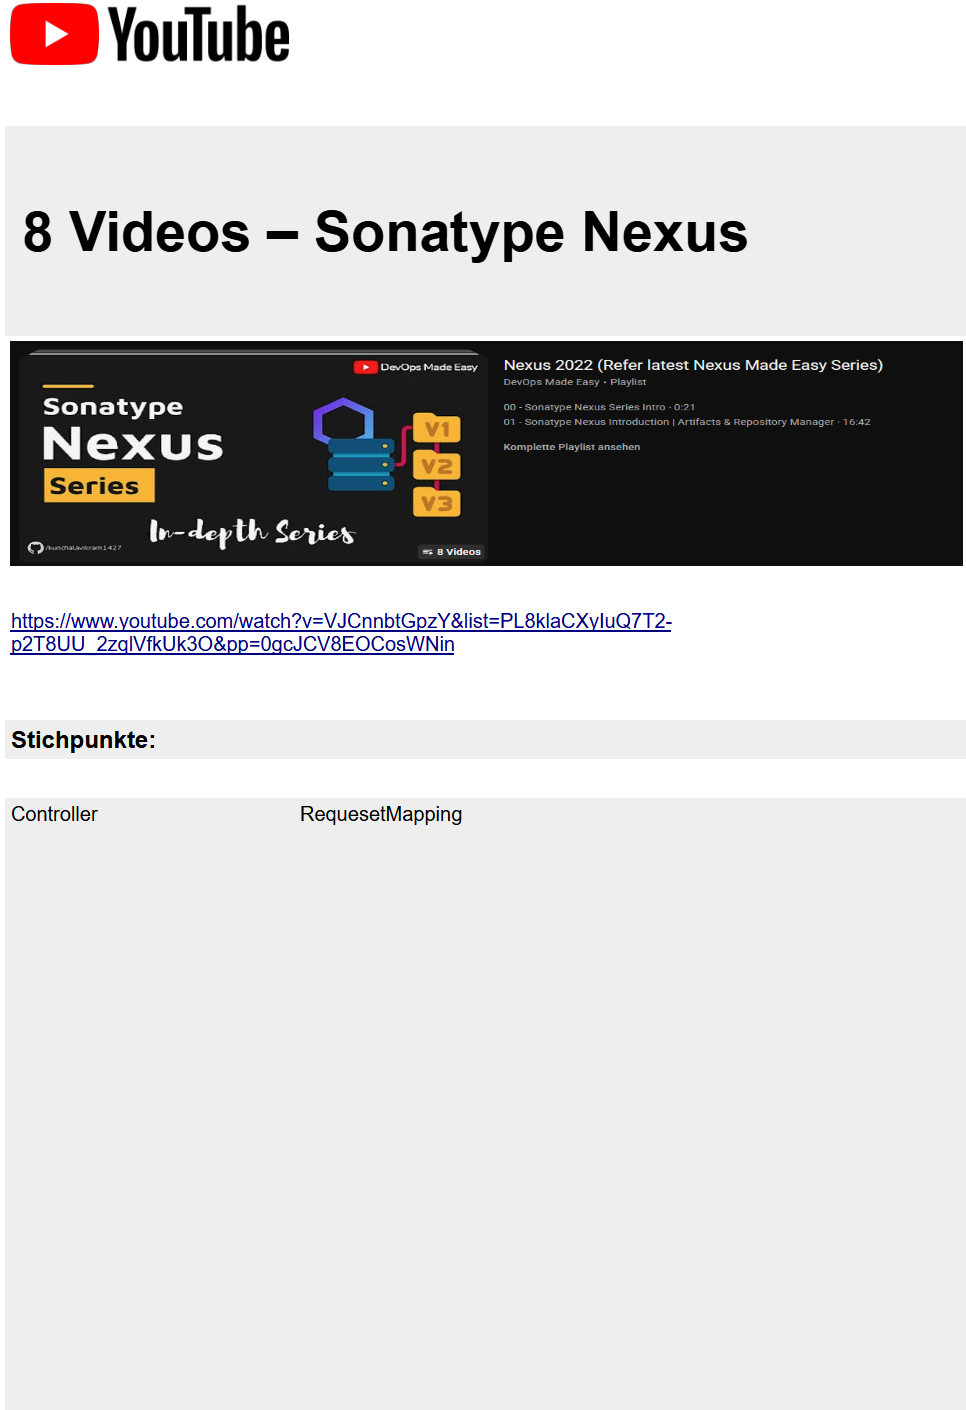 YouTube
8 Videos – Sonatype Nexus
DevOps Made Easy
Sonatype
Nexus
Series
V1
V2
V3
In-depth Series
/kunchalavikram1427
8 Videos
Nexus 2022 (Refer latest Nexus Made Easy Series)
DevOps Made Easy • Playlist
00 - Sonatype Nexus Series Intro · 0:21
01 - Sonatype Nexus Introduction | Artifacts & Repository Manager · 16:42
Komplette Playlist ansehen
https://www.youtube.com/watch?v=VJCnnbtGpzY&list=PL8klaCXyIuQ7T2-
p2T8UU_2zqlVfkUk3O&pp=0gcJCV8EOCosWNin
Stichpunkte:
Controller RequesetMapping